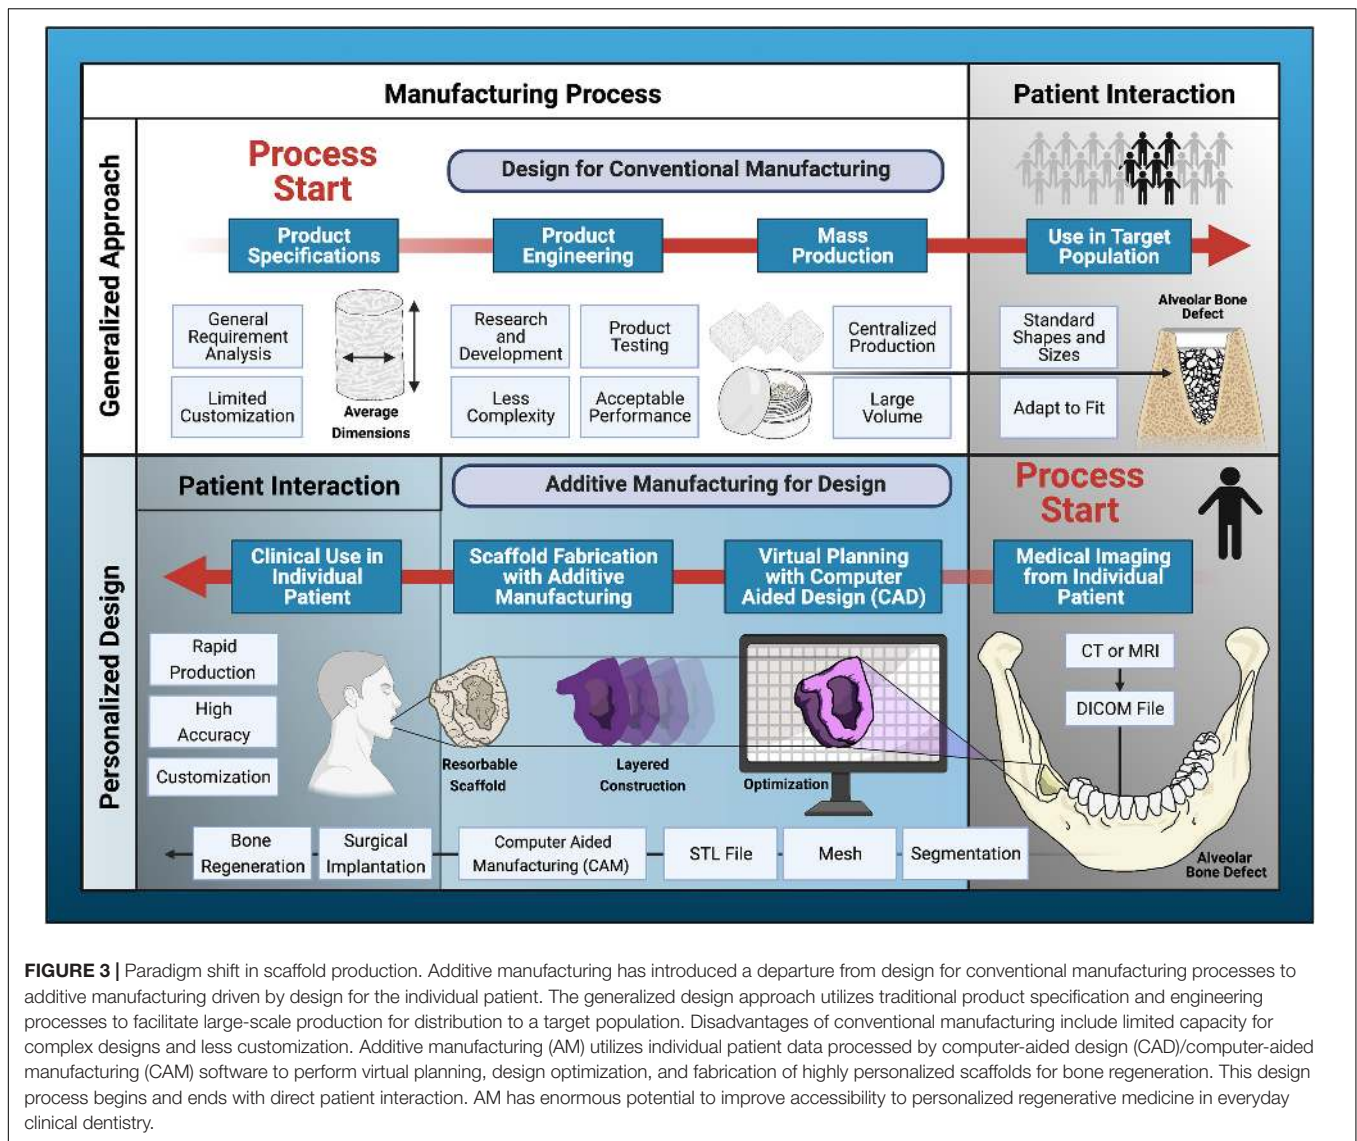 Manufacturing Process
Patient Interaction
Generalized Approach
Process
Start
Design for Conventional Manufacturing
Product
Specifications
Product
Engineering
Mass
Production
Use in Target
Population
General
Requirement
Analysis
Limited
Customization
Average
Dimensions
Research
and
Development
Product
Testing
Less
Complexity
Acceptable
Performance
Centralized
Production
Large
Volume
Standard
Shapes and
Sizes
Adapt to Fit
Alveolar Bone
Defect
Personalized Design
Patient Interaction
Additive Manufacturing for Design
Process
Start
Clinical Use in
Individual
Patient
Scaffold Fabrication
with Additive
Manufacturing
Virtual Planning
with Computer
Aided Design (CAD)
Medical Imaging
from Individual
Patient
Rapid
Production
High
Accuracy
Customization
Resorbable
Scaffold
Layered
Construction
Optimization
CT or MRI
DICOM File
Bone
Regeneration
Surgical
Implantation
Computer Aided
Manufacturing (CAM)
STL File
Mesh
Segmentation
Alveolar
Bone Defect
FIGURE 3 | Paradigm shift in scaffold production. Additive manufacturing has introduced a departure from design for conventional manufacturing processes to
additive manufacturing driven by design for the individual patient. The generalized design approach utilizes traditional product specification and engineering
processes to facilitate large-scale production for distribution to a target population. Disadvantages of conventional manufacturing include limited capacity for
complex designs and less customization. Additive manufacturing (AM) utilizes individual patient data processed by computer-aided design (CAD)/computer-aided
manufacturing (CAM) software to perform virtual planning, design optimization, and fabrication of highly personalized scaffolds for bone regeneration. This design
process begins and ends with direct patient interaction. AM has enormous potential to improve accessibility to personalized regenerative medicine in everyday
clinical dentistry.